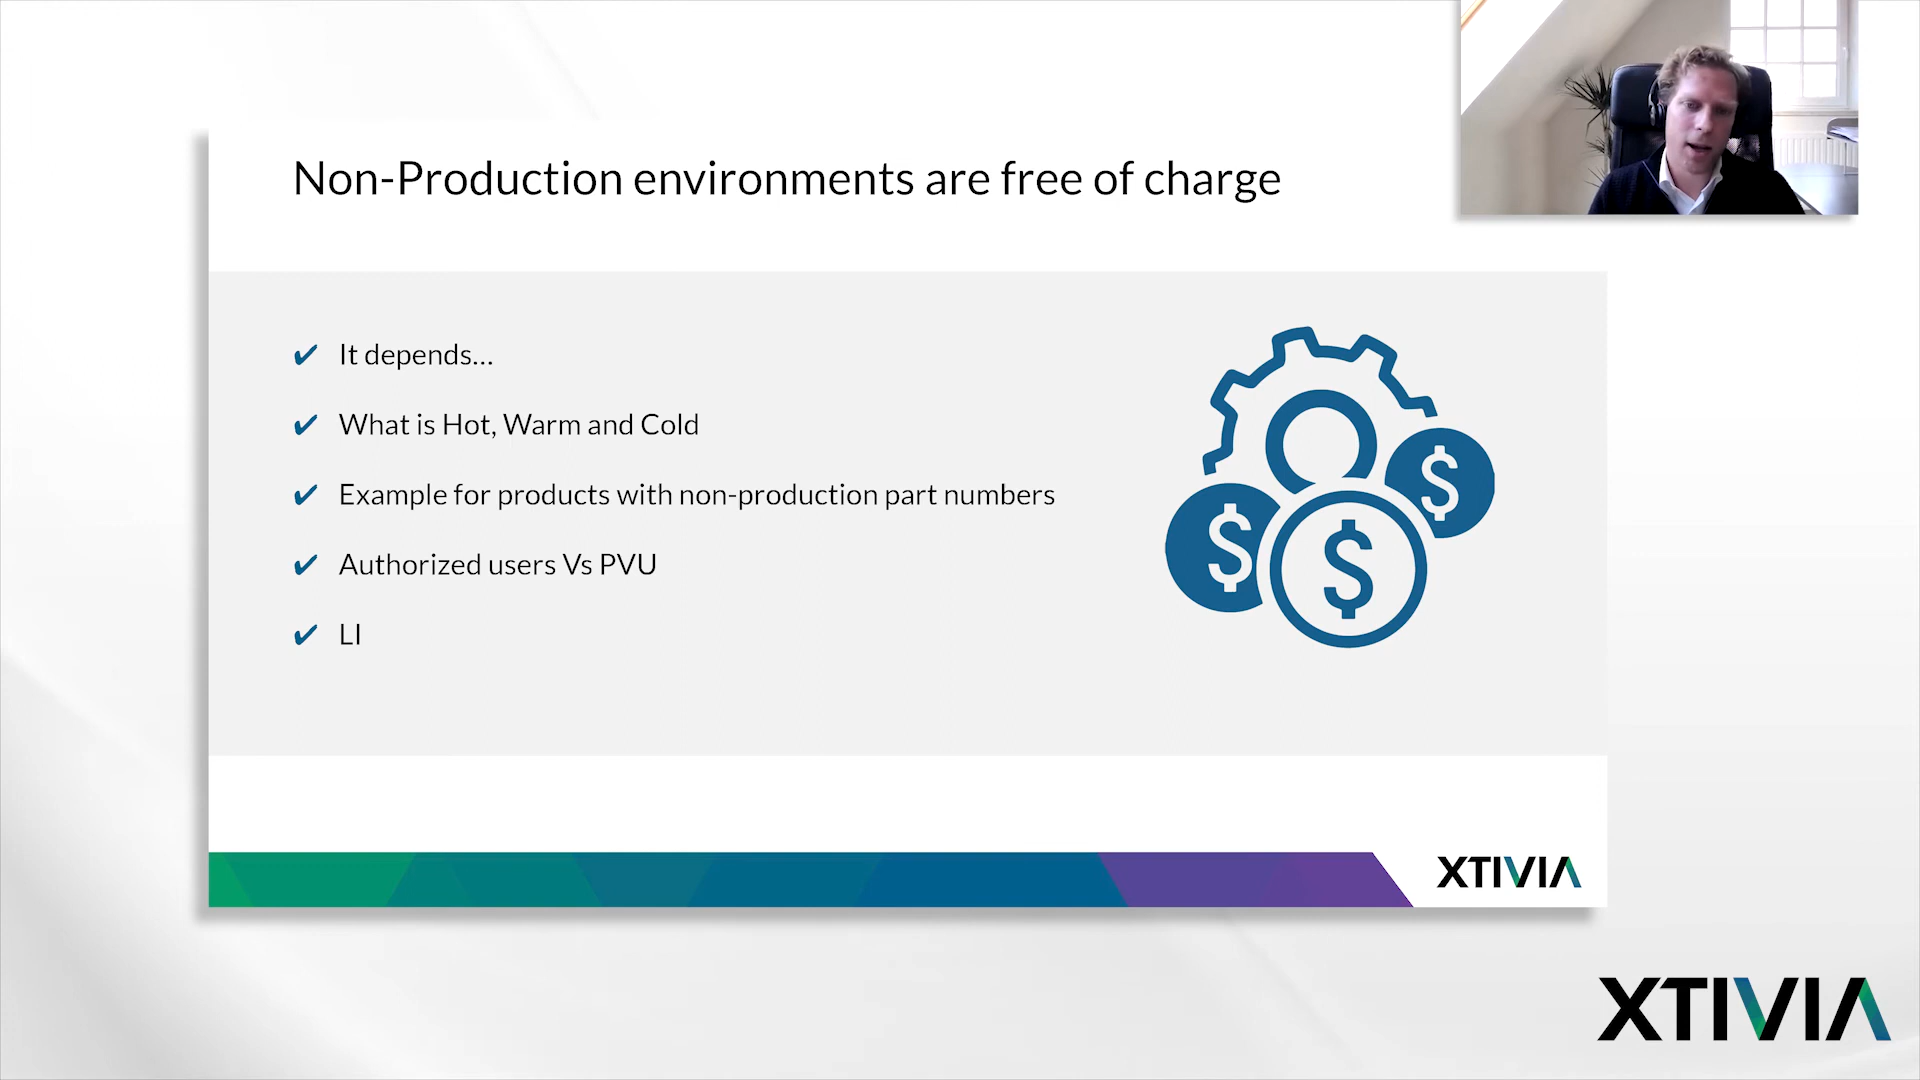 Non-Production environments are free of charge
✔ It depends...
✔ What is Hot, Warm and Cold
✔ Example for products with non-production part numbers
✔ Authorized users Vs PVU
✔ LI
$
$
$
XTIVIA
XTIVIA